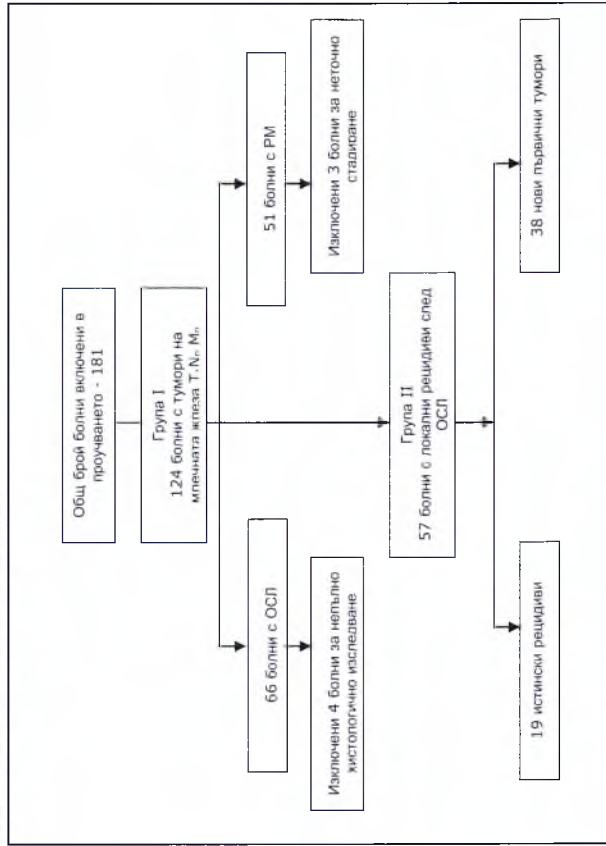 Общ брой болни включени в
проучването - 181
Група I
124 болни с тумори на
млечната жлеза T.N₀ M₀
66 болни с ОСЛ
51 болни с РМ
Изключени 4 болни за непълно
хистологично изследване
Изключени 3 болни за неточно
стадиране
Група II
57 болни с локални рецидиви след
ОСЛ
19 истински рецидиви
38 нови първични тумори